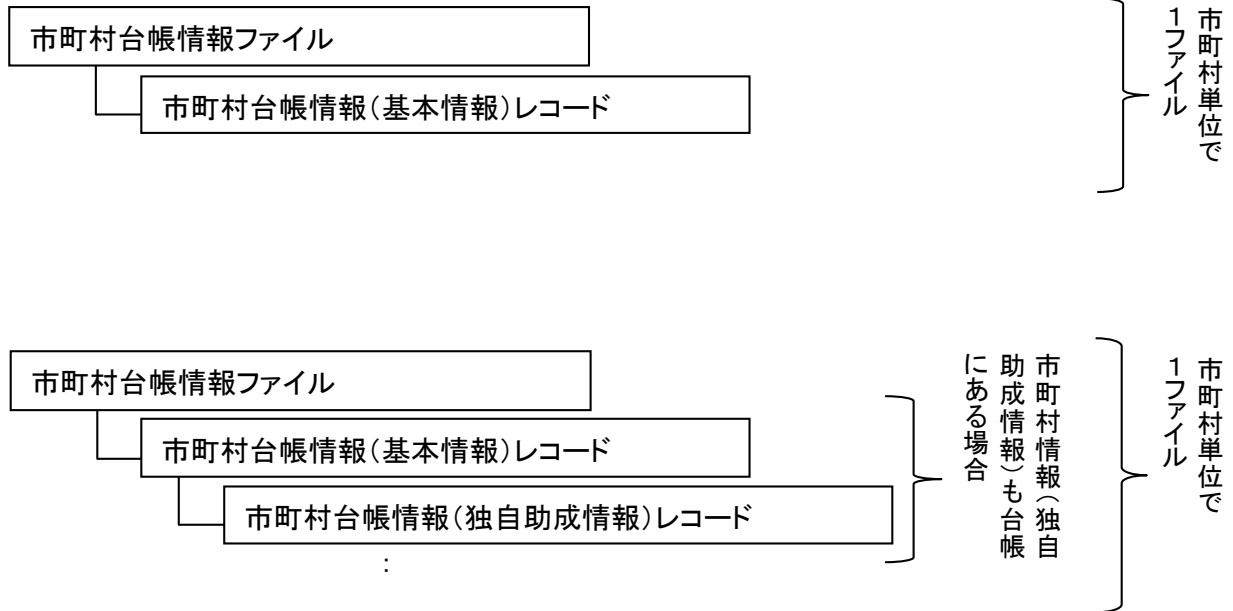 市町村台帳情報ファイル
市町村台帳情報(基本情報)レコード
市町村単位で
1ファイル
市町村台帳情報ファイル
市町村台帳情報(基本情報)レコード
市町村台帳情報(独自助成情報)レコード
:
市町村情報(独自
助成情報)も台帳
にある場合
市町村単位で
1ファイル